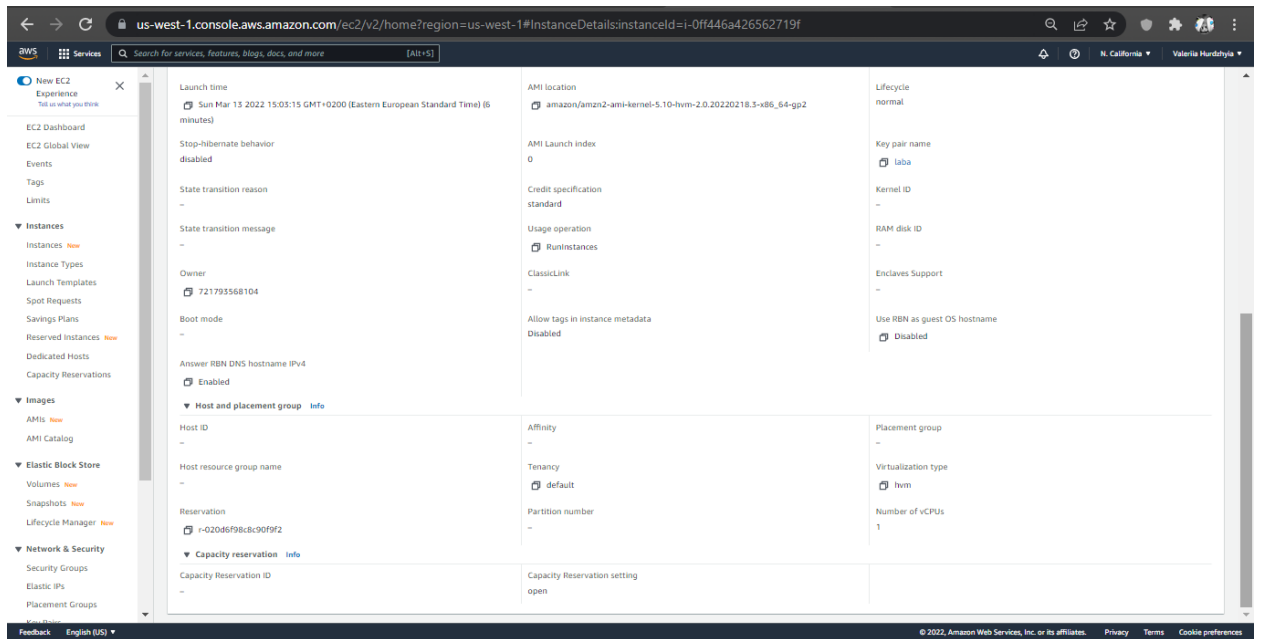 us-west-1.console.aws.amazon.com/ec2/v2/home?region=us-west-1#InstanceDetails:instanceId=i-0ff446a426562719f
aws
Services
Search for services, features, blogs, docs, and more
[Alt+S]
N. California ▼
Valeriia Hurdzhyia ▼
New EC2
Experience
Tell us what you think
EC2 Dashboard
EC2 Global View
Events
Tags
Limits
▼ Instances
Instances New
Instance Types
Launch Templates
Spot Requests
Savings Plans
Reserved Instances New
Dedicated Hosts
Capacity Reservations
▼ Images
AMIs New
AMI Catalog
▼ Elastic Block Store
Volumes New
Snapshots New
Lifecycle Manager New
▼ Network & Security
Security Groups
Elastic IPs
Placement Groups
Key Pairs
Launch time
Sun Mar 13 2022 15:03:15 GMT+0200 (Eastern European Standard Time) (6
minutes)
AMI location
amazon/amzn2-ami-kernel-5.10-hvm-2.0.20220218.3-x86_64-gp2
Lifecycle
normal
Stop-hibernate behavior
disabled
AMI Launch index
0
Key pair name
laba
State transition reason
–
Credit specification
standard
Kernel ID
–
State transition message
–
Usage operation
RunInstances
RAM disk ID
–
Owner
721793568104
ClassicLink
–
Enclaves Support
–
Boot mode
–
Allow tags in instance metadata
Disabled
Use RBN as guest OS hostname
Disabled
Answer RBN DNS hostname IPv4
Enabled
▼ Host and placement group Info
Host ID
–
Affinity
–
Placement group
–
Host resource group name
–
Tenancy
default
Virtualization type
hvm
Reservation
r-020d6f98c8c90f9f2
Partition number
–
Number of vCPUs
1
▼ Capacity reservation Info
Capacity Reservation ID
–
Capacity Reservation setting
open
Feedback
English (US) ▼
© 2022, Amazon Web Services, Inc. or its affiliates.
Privacy
Terms
Cookie preferences